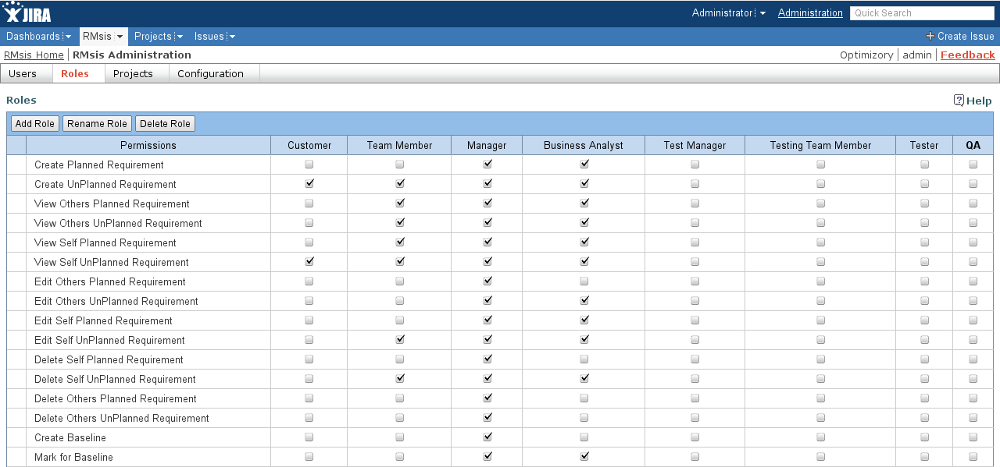 JIRA Administrator Administration Quick Search
Dashboards RMsis Projects Issues Create Issue
RMsis Home RMsis Administration Optimizory admin Feedback
Users Roles Projects Configuration
Roles ? Help
Add Role Rename Role Delete Role
Permissions Customer Team Member Manager Business Analyst Test Manager Testing Team Member Tester QA
Create Planned Requirement
Create UnPlanned Requirement
View Others Planned Requirement
View Others UnPlanned Requirement
View Self Planned Requirement
View Self UnPlanned Requirement
Edit Others Planned Requirement
Edit Others UnPlanned Requirement
Edit Self Planned Requirement
Edit Self UnPlanned Requirement
Delete Self Planned Requirement
Delete Self UnPlanned Requirement
Delete Others Planned Requirement
Delete Others UnPlanned Requirement
Create Baseline
Mark for Baseline